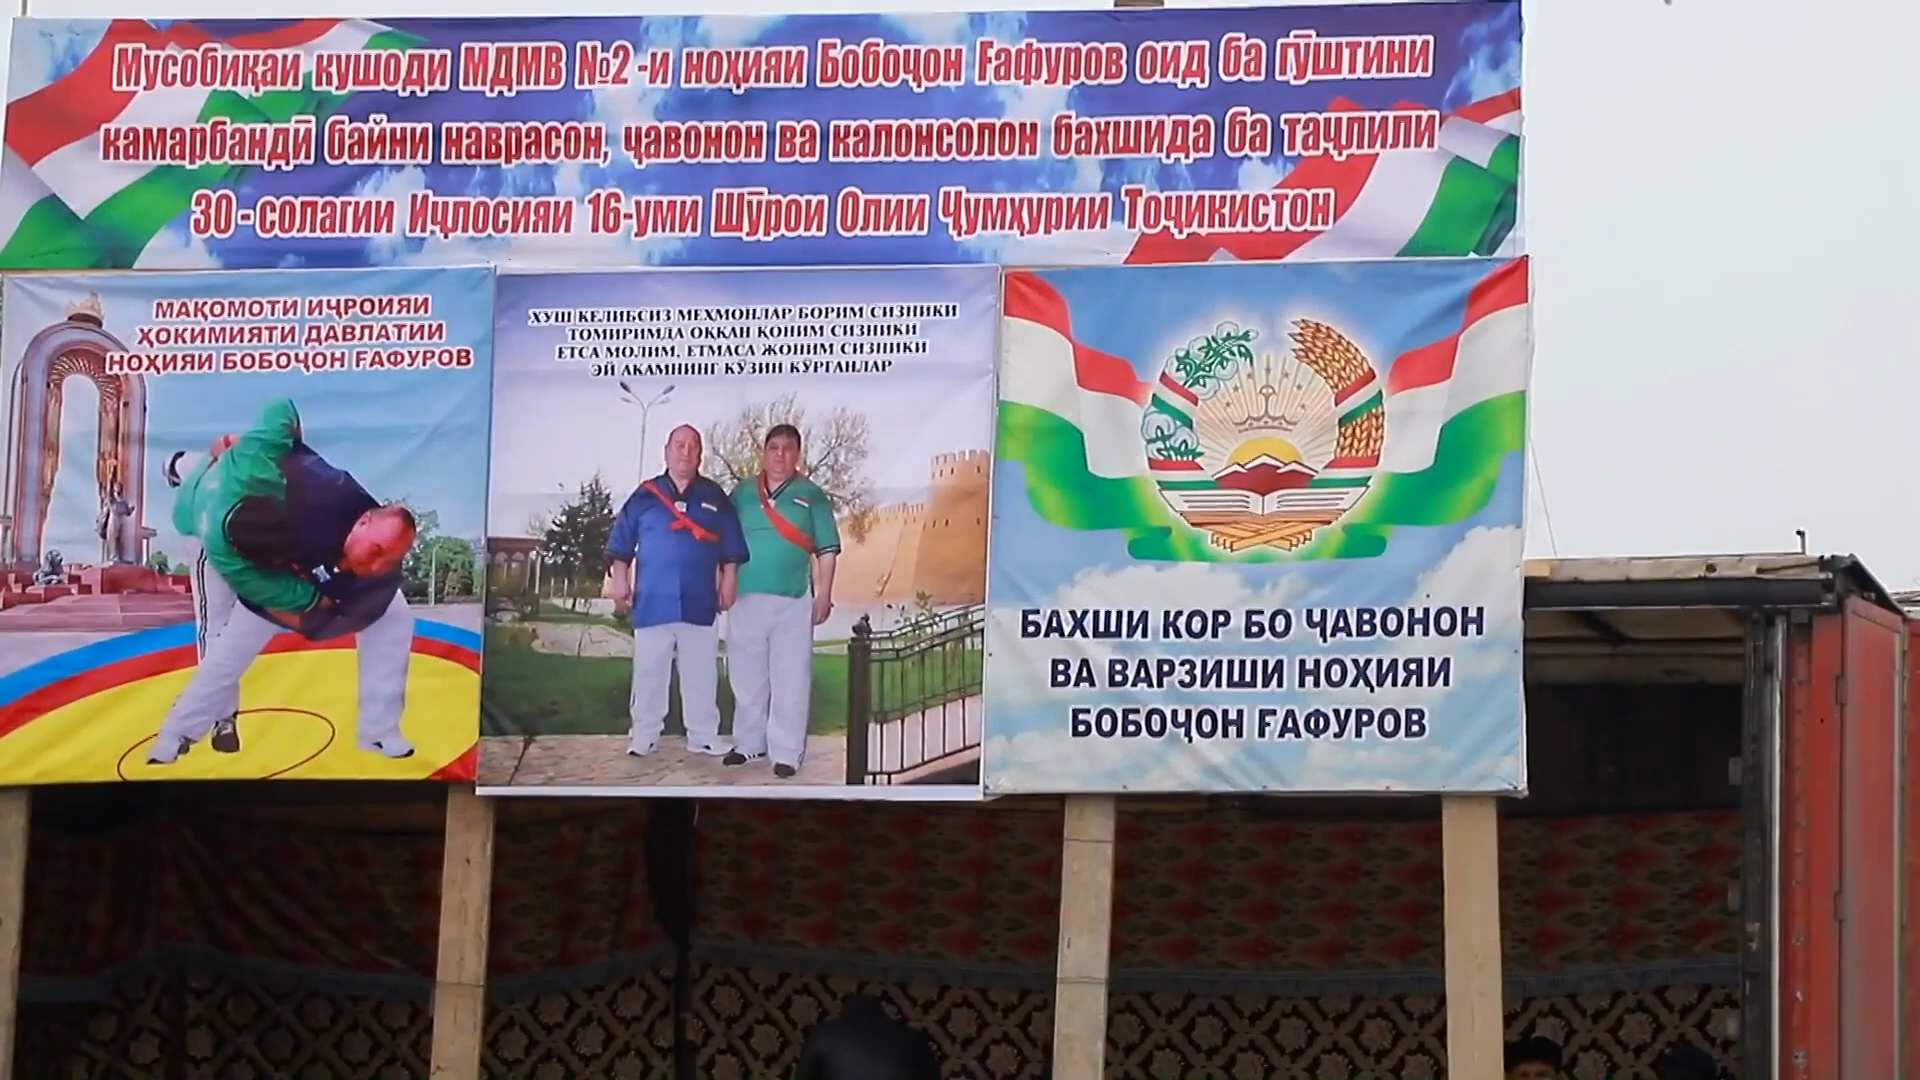 Мусобиқаи кушоди МДМВ №2-и ноҳияи Бобоҷон Ғафуров оид ба гӯштини
камарбандӣ байни наврасон, ҷавонон ва калонсолон бахшида ба таҷлили
30-солагии Иҷлосияи 16-уми Шӯрои Олии Ҷумҳурии Тоҷикистон
МАҚОМОТИ ИҶРОИЯИ
ҲОКИМИЯТИ ДАВЛАТИИ
НОҲИЯИ БОБОҶОН ҒАФУРОВ
ХУШ КЕЛИБСИЗ МЕҲМОНЛАР БОРИМ СИЗНИКИ
ТОМИРИМДА ОҚҚАН ҚОНИМ СИЗНИКИ
ЕТСА МОЛИМ, ЕТМАСА ЖОНИМ СИЗНИКИ
ЭЙ АКАМНИНГ КЎЗИН КЎРГАНЛАР
БАХШИ КОР БО ҶАВОНОН
ВА ВАРЗИШИ НОҲИЯИ
БОБОҶОН ҒАФУРОВ